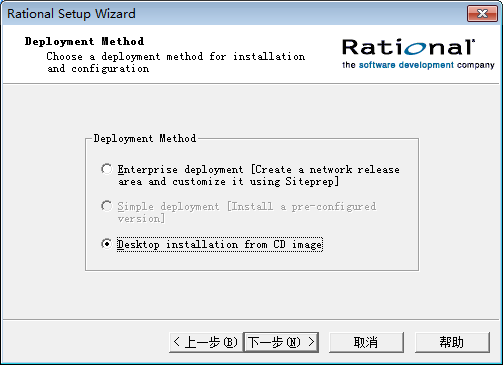 Rational Setup Wizard
Deployment Method
Choose a deployment method for installation
and configuration
Rational
the software development company
Deployment Method
Enterprise deployment [Create a network release
area and customize it using Siteprep]
Simple deployment [Install a pre-configured
version]
Desktop installation from CD image
< 上一步(B)
下一步(N) >
取消
帮助